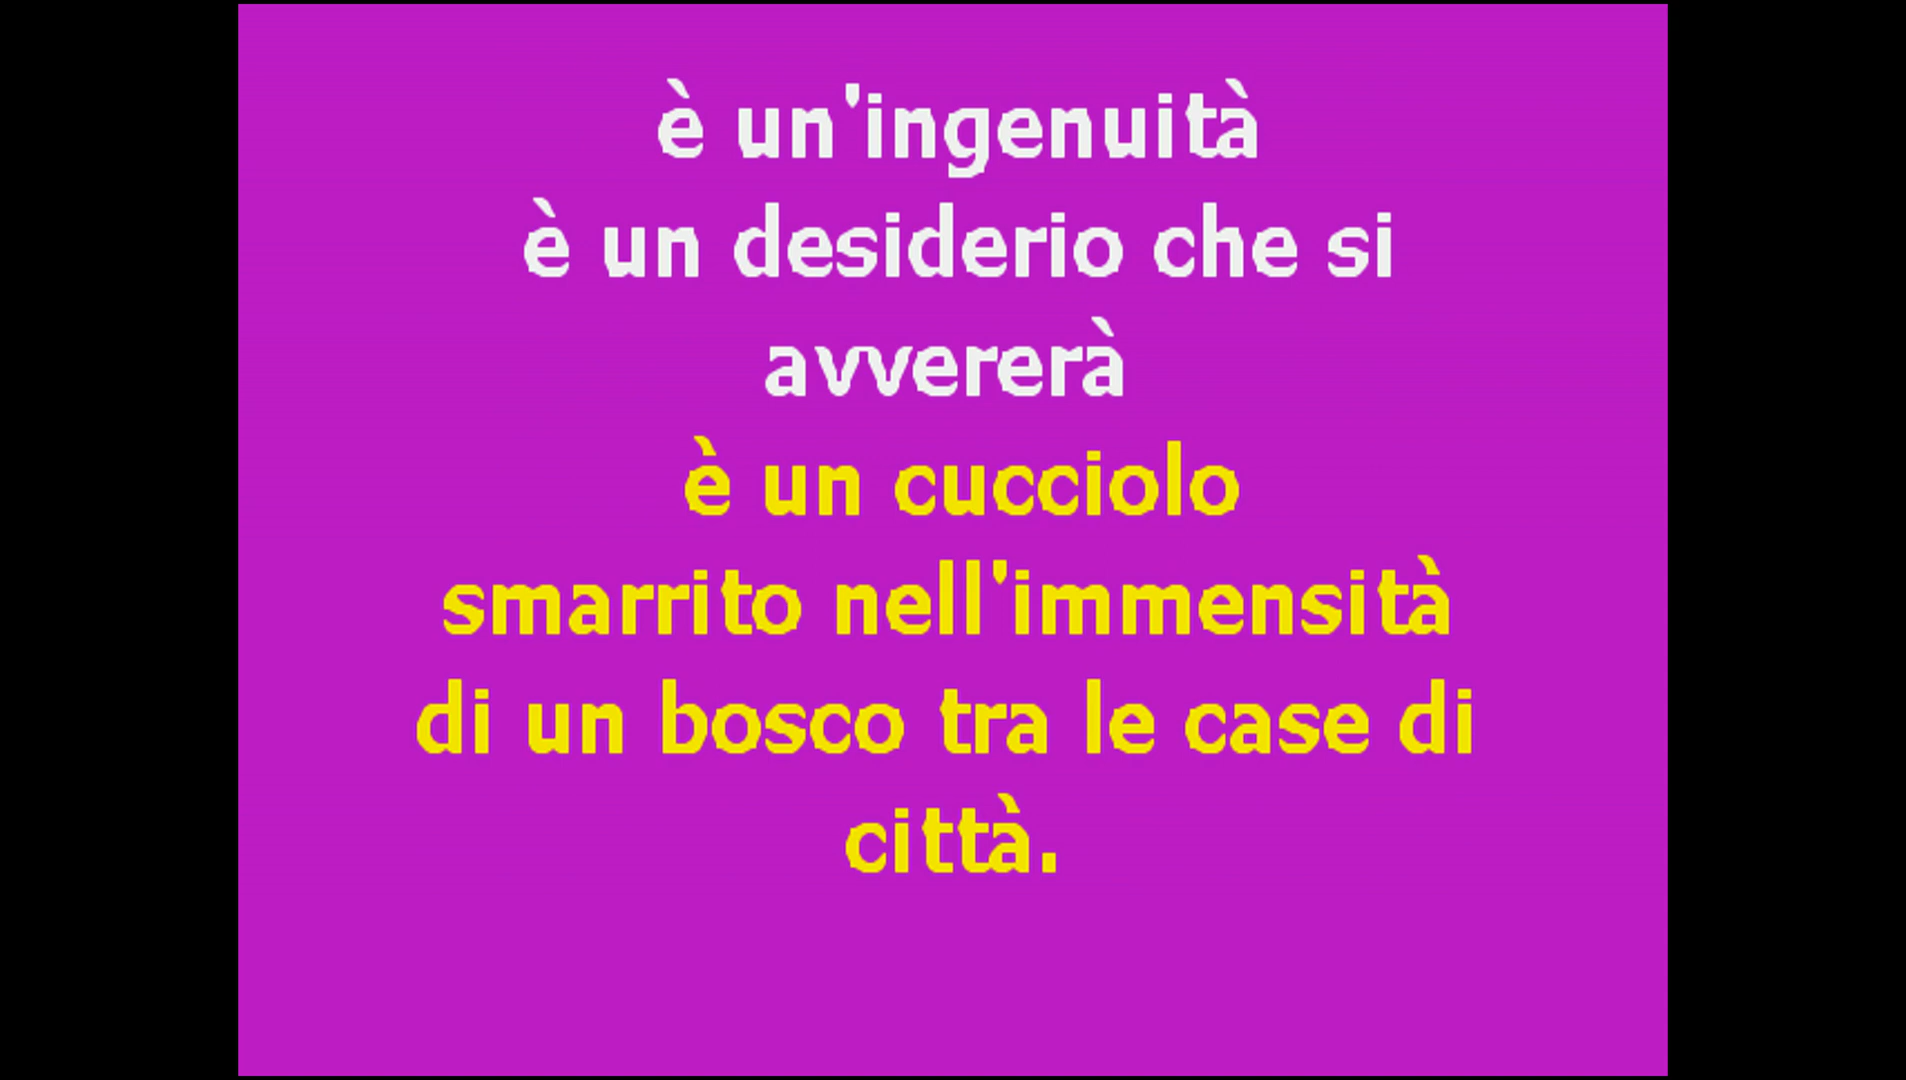 è un'ingenuità
è un desiderio che si
avvererà
è un cucciolo
smarrito nell'immensità
di un bosco tra le case di
città.